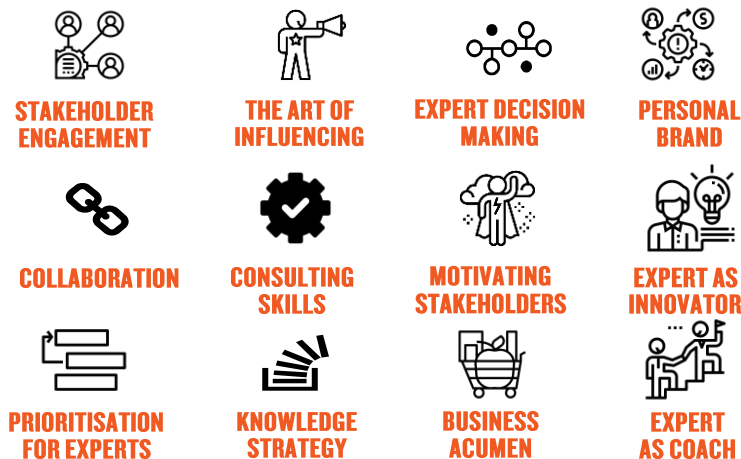 STAKEHOLDER
ENGAGEMENT
THE ART OF
INFLUENCING
EXPERT DECISION
MAKING
PERSONAL
BRAND
COLLABORATION
CONSULTING
SKILLS
MOTIVATING
STAKEHOLDERS
EXPERT AS
INNOVATOR
PRIORITISATION
FOR EXPERTS
KNOWLEDGE
STRATEGY
BUSINESS
ACUMEN
EXPERT
AS COACH